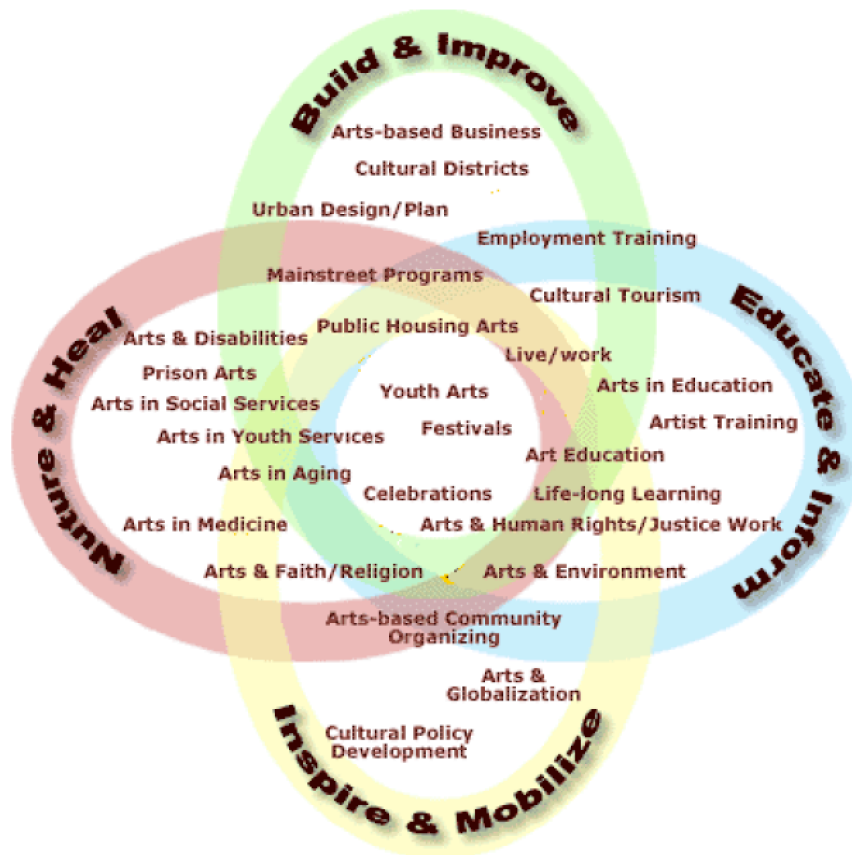 Build & Improve
Arts-based Business
Cultural Districts
Urban Design/Plan
Employment Training
Mainstreet Programs
Cultural Tourism
Nuture & Heal
Educate & Inform
Public Housing Arts
Arts & Disabilities
Live/work
Prison Arts
Youth Arts
Arts in Education
Arts in Social Services
Artist Training
Festivals
Arts in Youth Services
Art Education
Arts in Aging
Celebrations
Life-long Learning
Arts in Medicine
Arts & Human Rights/Justice Work
Arts & Faith/Religion
Arts & Environment
Arts-based Community
Organizing
Arts &
Globalization
Cultural Policy
Development
Inspire & Mobilize